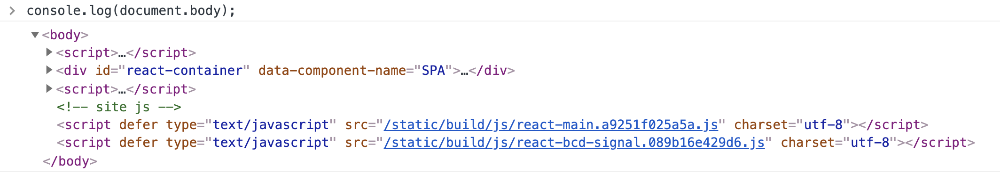 console.log(document.body);
<body>
<script>…</script>
<div id="react-container" data-component-name="SPA">…</div>
<script>…</script>
<!-- site js -->
<script defer type="text/javascript" src="/static/build/js/react-main.a9251f025a5a.js" charset="utf-8"></script>
<script defer type="text/javascript" src="/static/build/js/react-bcd-signal.089b16e429d6.js" charset="utf-8"></script>
</body>